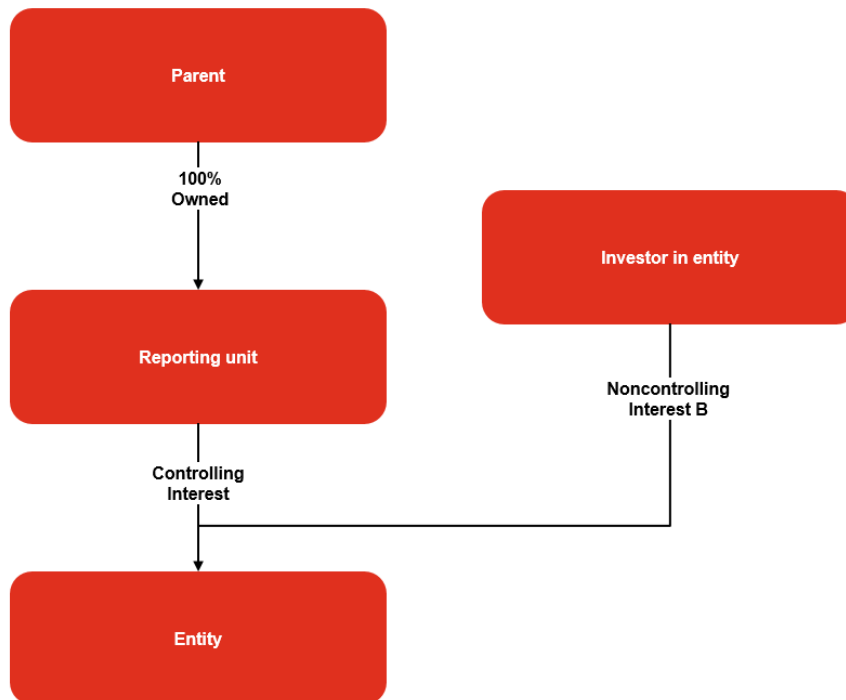 Parent
100%
Owned
Investor in entity
Reporting unit
Noncontrolling
Interest B
Controlling
Interest
Entity